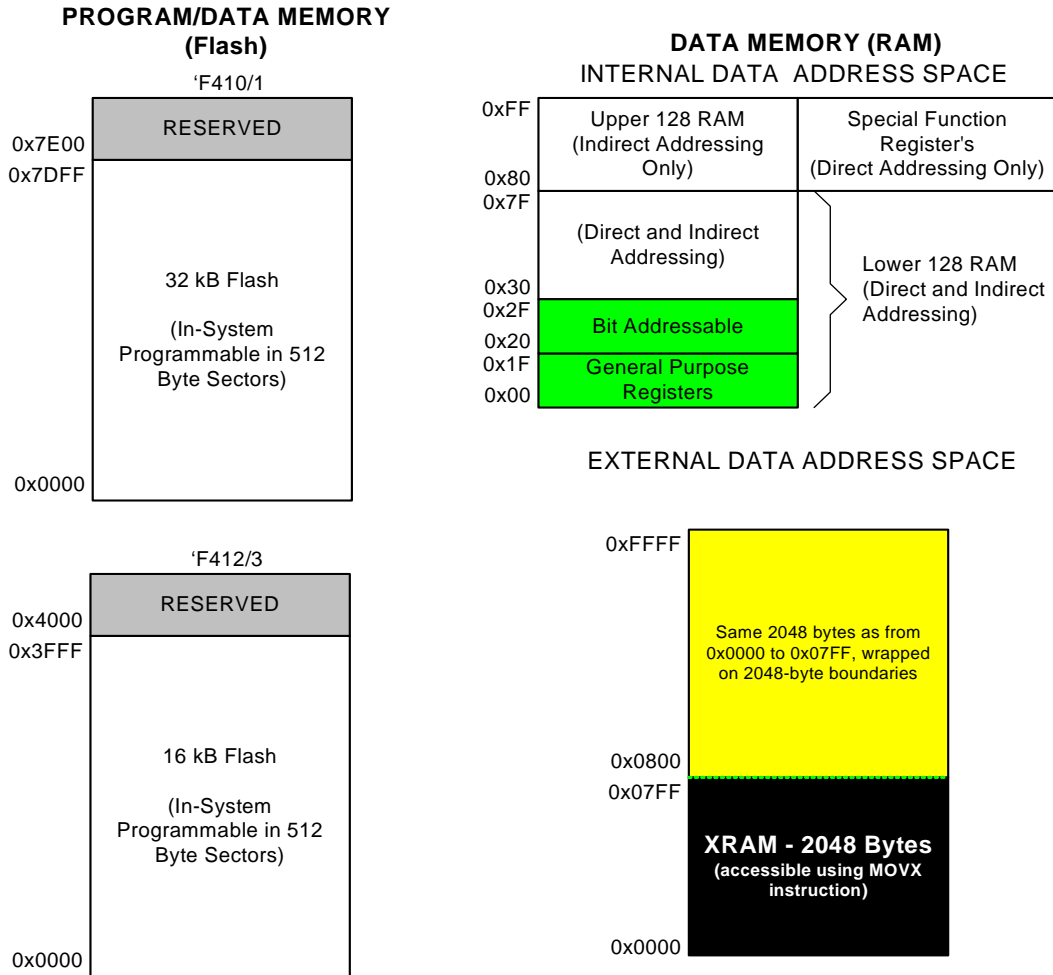 PROGRAM/DATA MEMORY
(Flash)
‘F410/1
RESERVED
0x7E00
0x7DFF
32 kB Flash
(In-System
Programmable in 512
Byte Sectors)
0x0000
‘F412/3
RESERVED
0x4000
0x3FFF
16 kB Flash
(In-System
Programmable in 512
Byte Sectors)
0x0000
DATA MEMORY (RAM)
INTERNAL DATA ADDRESS SPACE
0xFF
Upper 128 RAM
(Indirect Addressing
Only)
0x80
Special Function
Register's
(Direct Addressing Only)
0x7F
(Direct and Indirect
Addressing)
0x30
Lower 128 RAM
(Direct and Indirect
Addressing)
0x2F
Bit Addressable
0x20
0x1F
General Purpose
Registers
0x00
EXTERNAL DATA ADDRESS SPACE
0xFFFF
Same 2048 bytes as from
0x0000 to 0x07FF, wrapped
on 2048-byte boundaries
0x0800
0x07FF
XRAM - 2048 Bytes
(accessible using MOVX
instruction)
0x0000